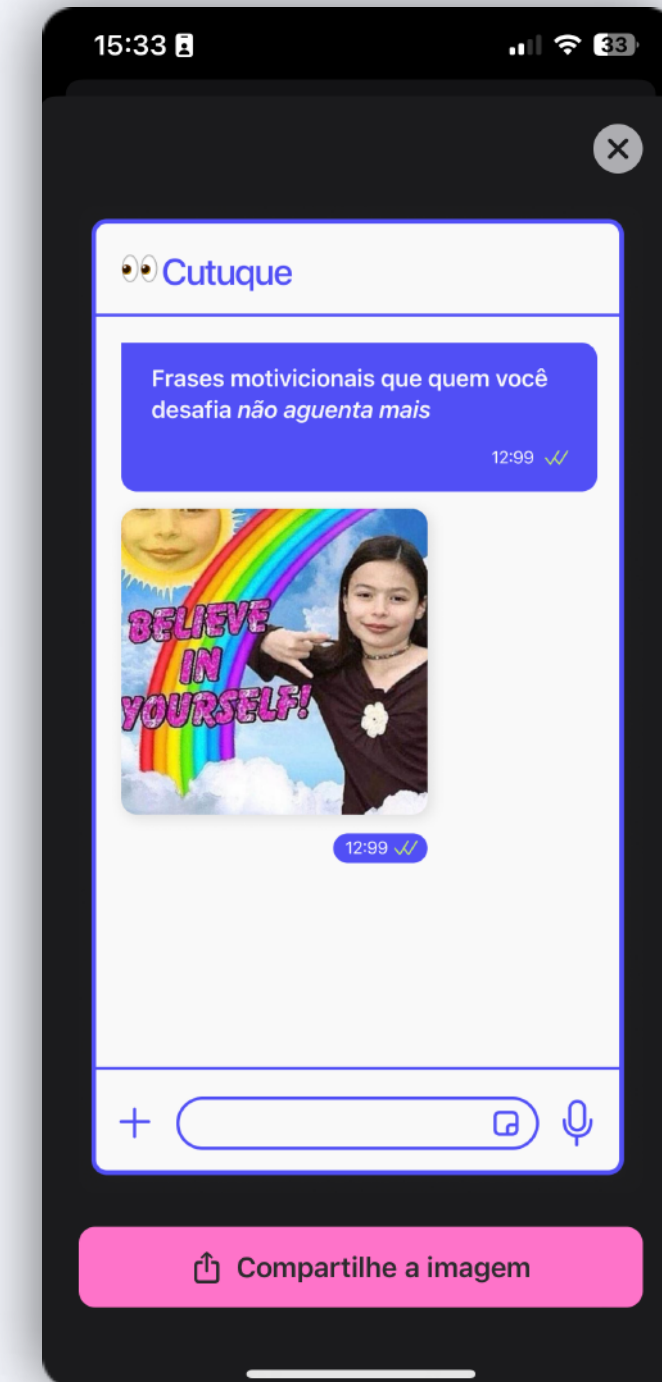 15:33
33
👀Cutuque
Frases motivicionais que quem você
desafia não aguenta mais
12:99
BELIEVE
IN
YOURSELF!
12:99
Compartilhe a imagem